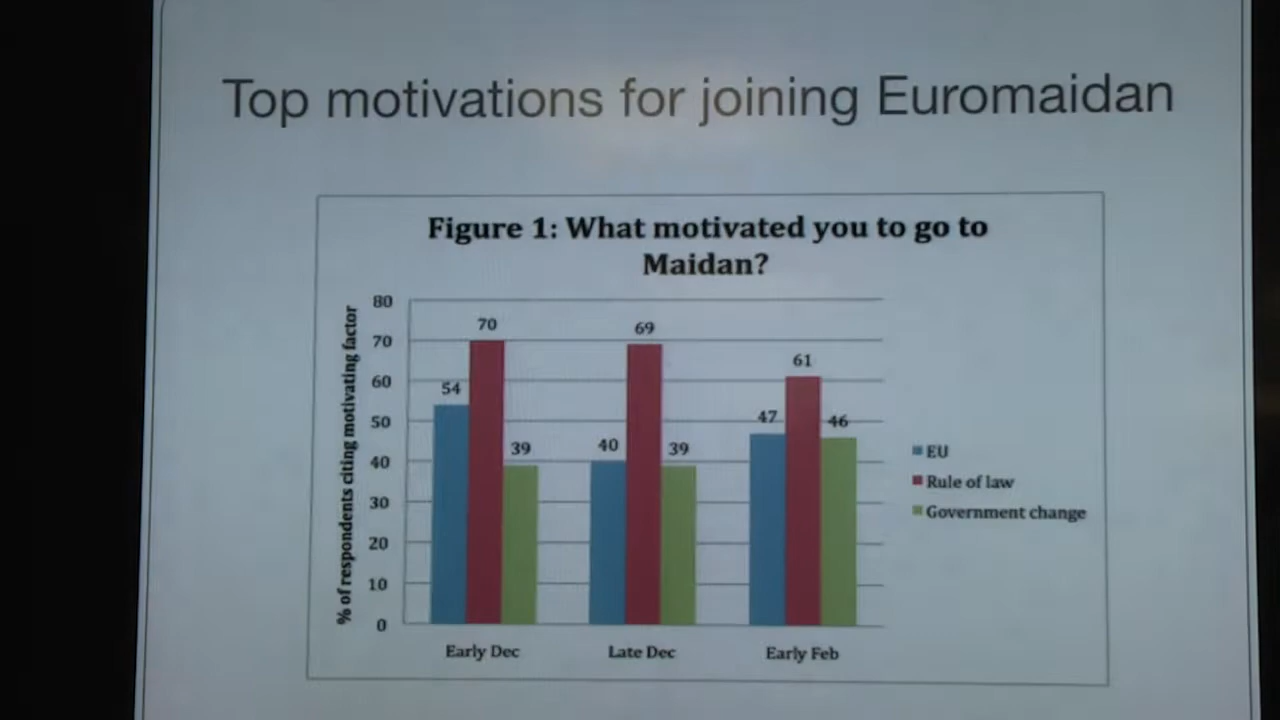 Top motivations for joining Euromaidan
Figure 1: What motivated you to go to
Maidan?
% of respondents citing motivating factor
80
70
60
50
40
30
20
10
0
54
70
39
40
69
39
47
61
46
Early Dec
Late Dec
Early Feb
EU
Rule of law
Government change